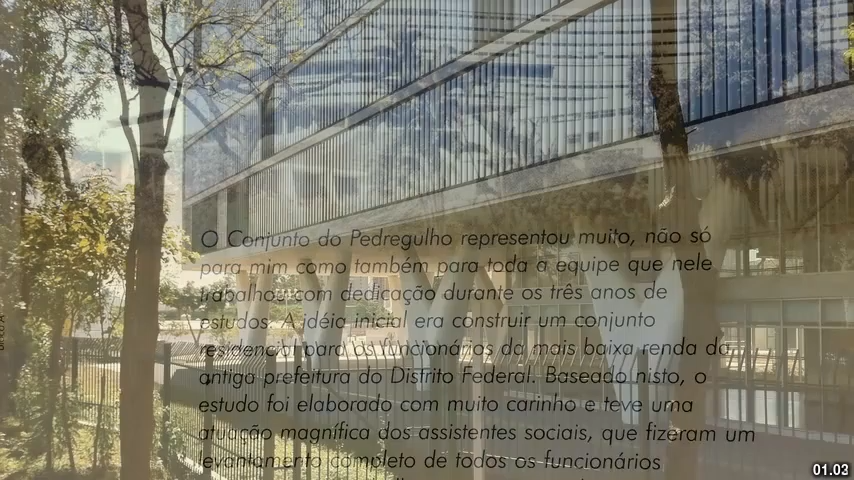 O Conjunto do Pedregulho representou muito, não só
para mim como também para toda a equipe que nele
trabalhou com dedicação durante os três anos de
estudos. A idéia inicial era construir um conjunto
residencial para os funcionários da mais baixa renda da
antiga prefeitura do Distrito Federal. Baseado nisto, o
estudo foi elaborado com muito carinho e teve uma
atuação magnífica dos assistentes sociais, que fizeram um
levantamento completo de todos os funcionários
01.03